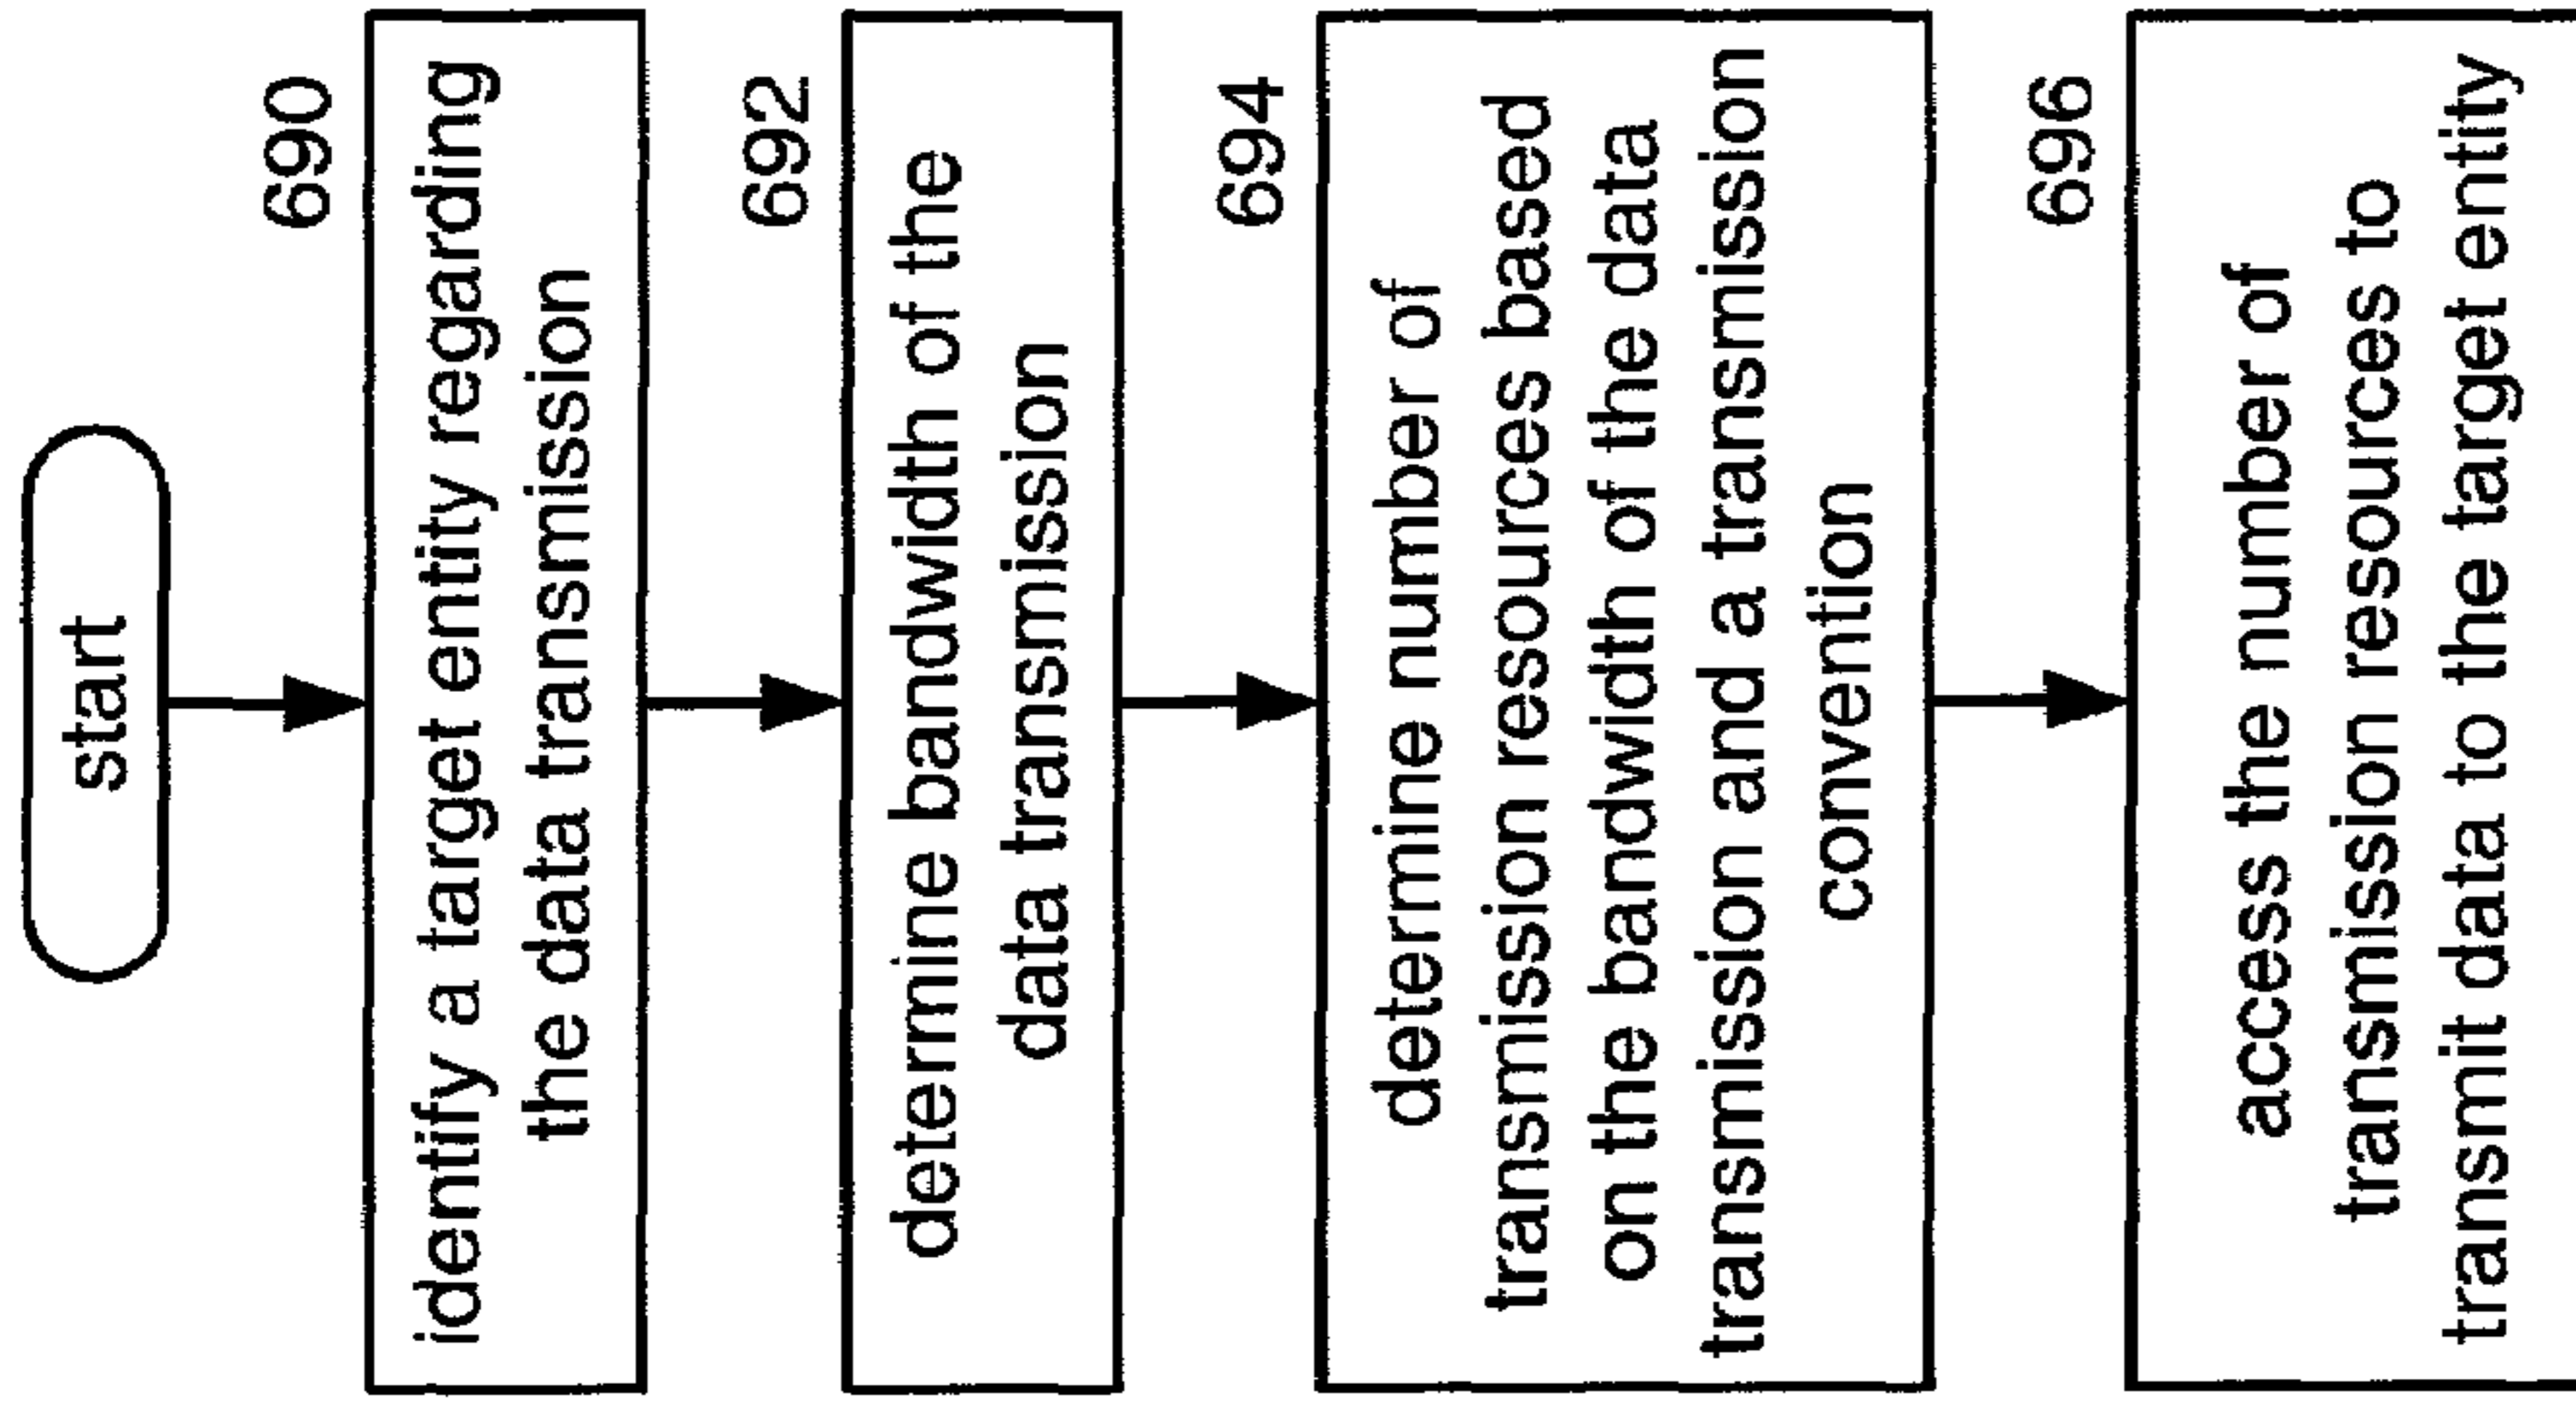 start
690
identify a target entity regarding
the data transmission
692
determine bandwidth of the
data transmission
694
determine number of
transmission resources based
on the bandwidth of the data
transmission and a transmission
convention
696
access the number of
transmission resources to
transmit data to the target entity